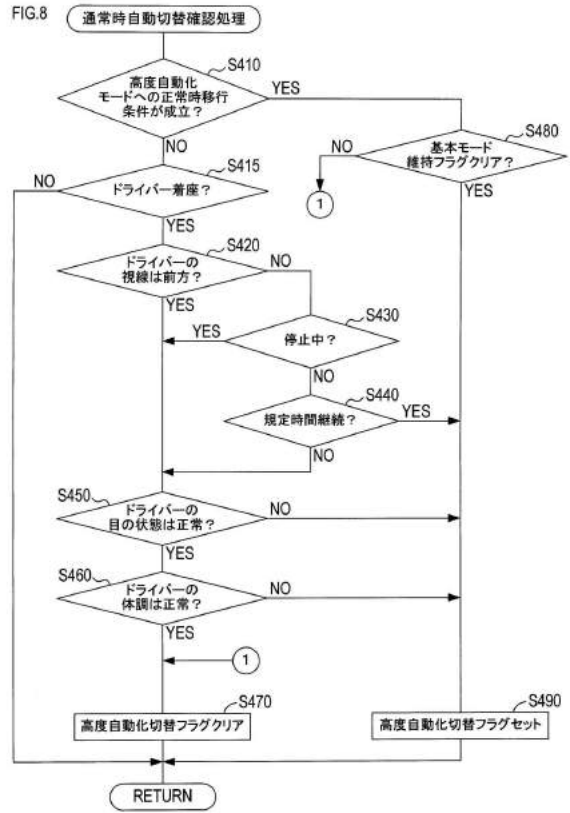 FIG.8
通常時自動切替確認処理
S410
高度自動化
モードへの正常時移行
条件が成立？
YES
NO
S480
基本モード
維持フラグクリア？
NO
YES
1
S415
ドライバー着座？
NO
YES
S420
ドライバーの
視線は前方？
NO
YES
S430
停止中？
YES
NO
S440
規定時間継続？
YES
NO
S450
ドライバーの
目の状態は正常？
NO
YES
S460
ドライバーの
体調は正常？
NO
YES
1
S470
高度自動化切替フラグクリア
S490
高度自動化切替フラグセット
RETURN